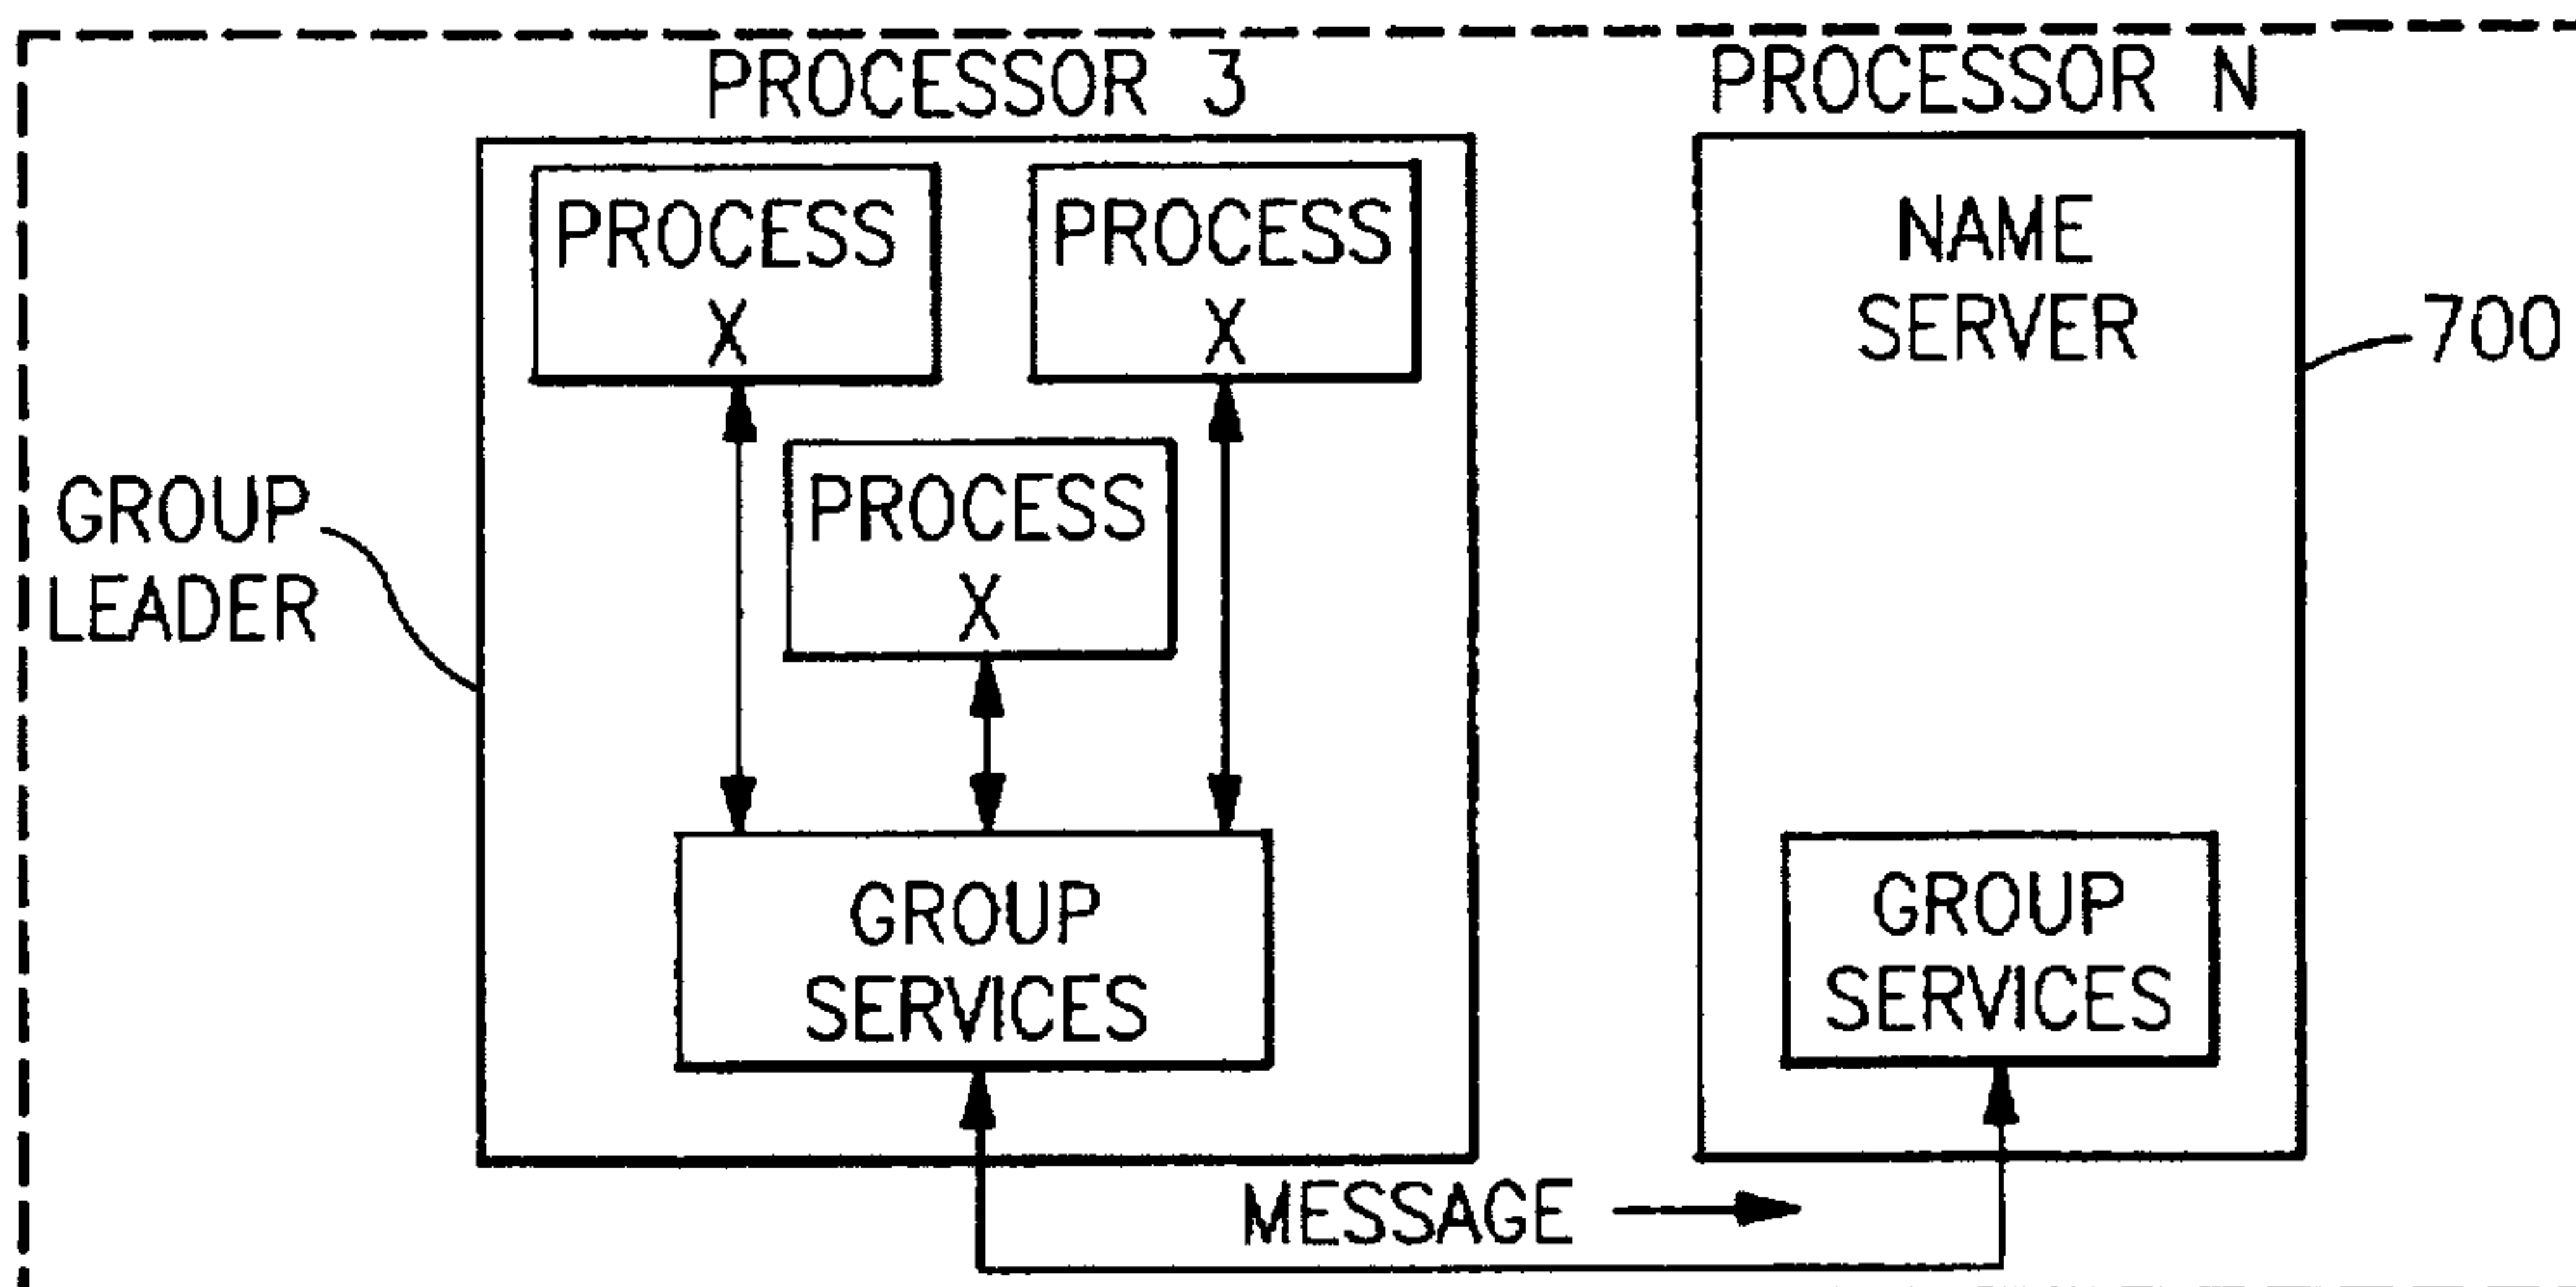 PROCESSOR 3
PROCESSOR N
PROCESS
X
PROCESS
X
NAME
SERVER
700
PROCESS
X
GROUP
LEADER
GROUP
SERVICES
GROUP
SERVICES
MESSAGE